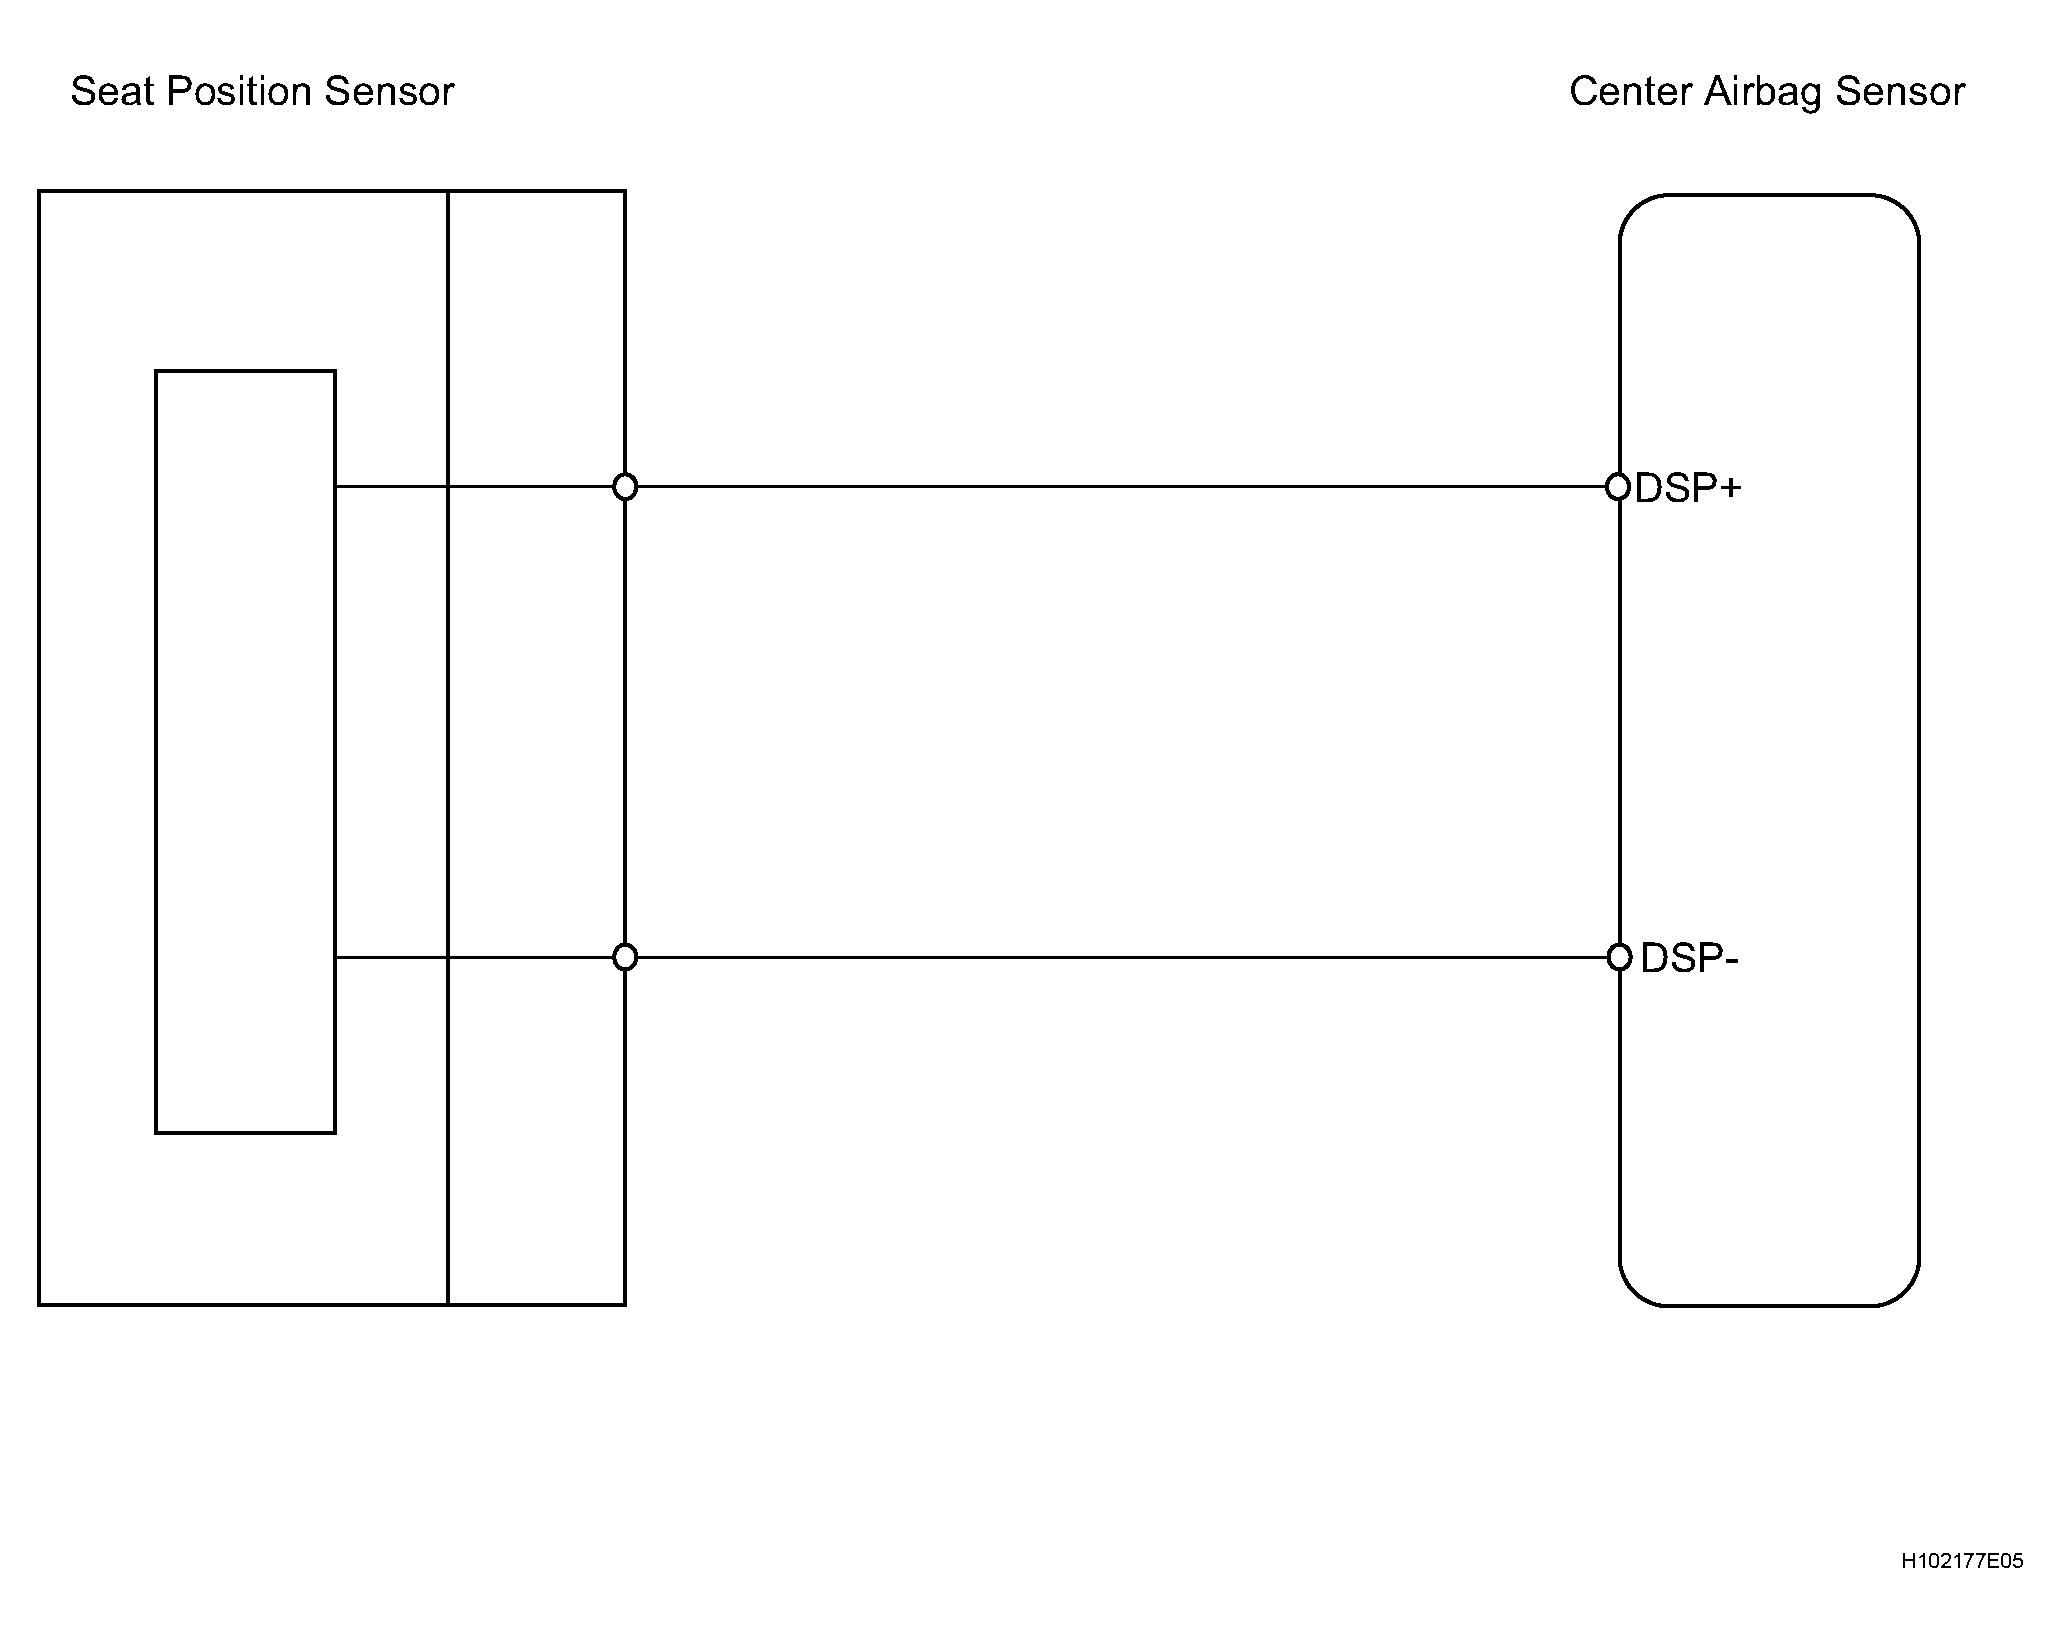 Seat Position Sensor
Center Airbag Sensor
DSP+
DSP-
H102177E05